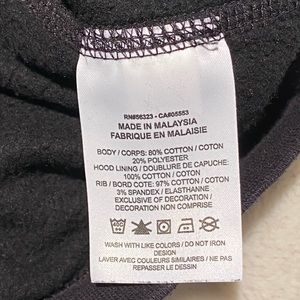 RN#56323 - CA#05553
MADE IN MALAYSIA
FABRIQUE EN MALAISIE
BODY / CORPS: 80% COTTON / COTON
20% POLYESTER
HOOD LINING / DOUBLURE DE CAPUCHE:
100% COTTON / COTON
RIB / BORD COTE: 97% COTTON / COTON
3% SPANDEX / ELASTHANNE
EXCLUSIVE OF DECORATION /
DECORATION NON COMPRISE
WASH WITH LIKE COLORS / DO NOT IRON
DESIGN
LAVER AVEC COULEURS SIMILAIRES / NE PAS
REPASSER LE DESSIN